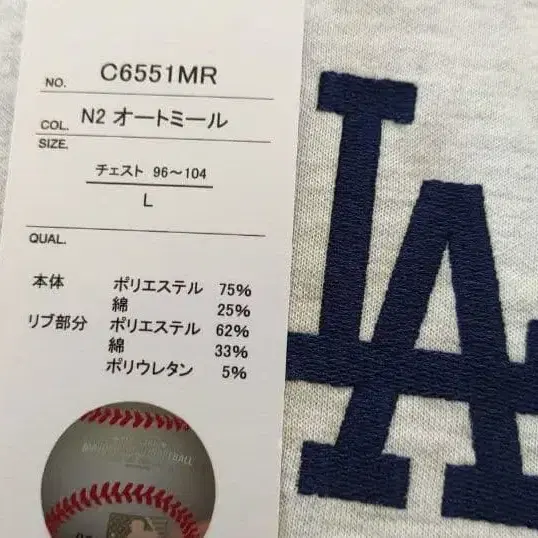 NO. C6551MR
COL. N2 オートミール
SIZE.
チェスト 96～104
L
QUAL.
本体 ポリエステル 75%
綿 25%
リブ部分 ポリエステル 62%
綿 33%
ポリウレタン 5%
LA